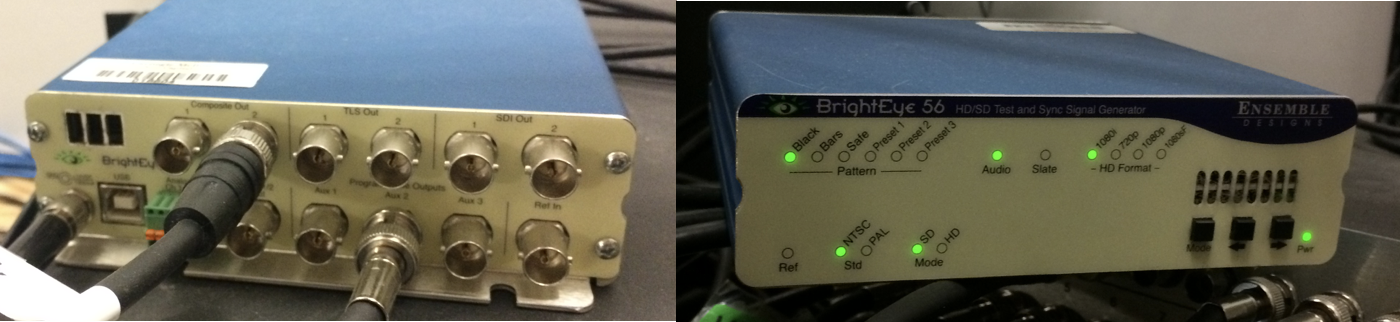 Composite Out
1
2
TLS Out
1
2
SDI Out
1
2
BrightEye
USB
Aux 1
Aux 2
Aux 3
Ref In
BrightEye 56 HD/SD Test and Sync Signal Generator
ENSEMBLE
DESIGNS
Black Bars Safe Preset 1 Preset 2 Preset 3
Pattern
Audio Slate
1080i 720p 1080p 1080sF
- HD Format -
Ref
NTSC PAL
Std
SD HD
Mode
Mode
Pwr